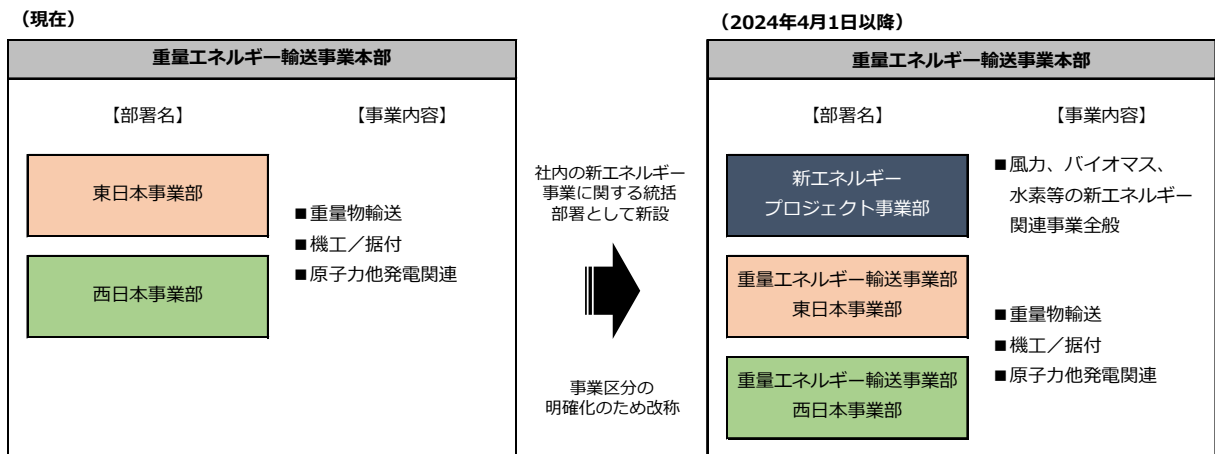 （現在）
重量エネルギー輸送事業本部
【部署名】
【事業内容】
東日本事業部
西日本事業部
■重量物輸送
■機工／据付
■原子力他発電関連
社内の新エネルギー
事業に関する統括
部署として新設
事業区分の
明確化のため改称
（2024年4月1日以降）
重量エネルギー輸送事業本部
【部署名】
【事業内容】
新エネルギー
プロジェクト事業部
■風力、バイオマス、
水素等の新エネルギー
関連事業全般
重量エネルギー輸送事業部
東日本事業部
重量エネルギー輸送事業部
西日本事業部
■重量物輸送
■機工／据付
■原子力他発電関連